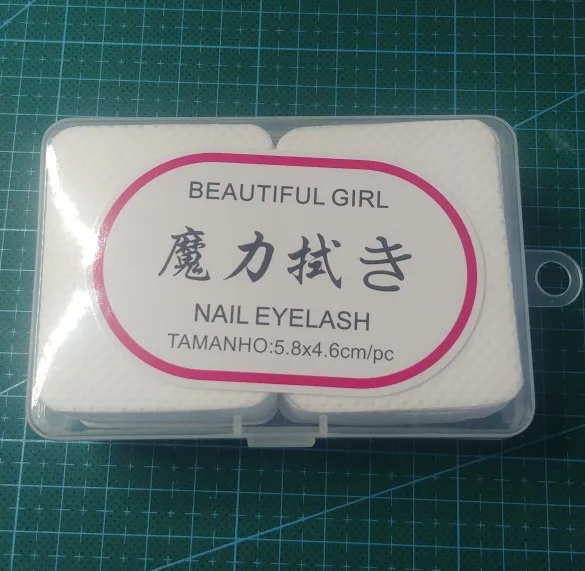 BEAUTIFUL GIRL
魔力拭き
NAIL EYELASH
TAMANHO:5.8x4.6cm/pc